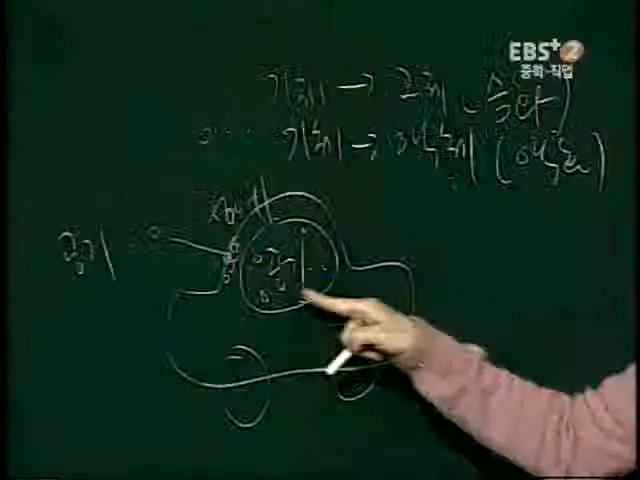 EBS+2
중학·직업
기체 → 고체 (승화)
기체 → 액체 (액화)
공기
공기